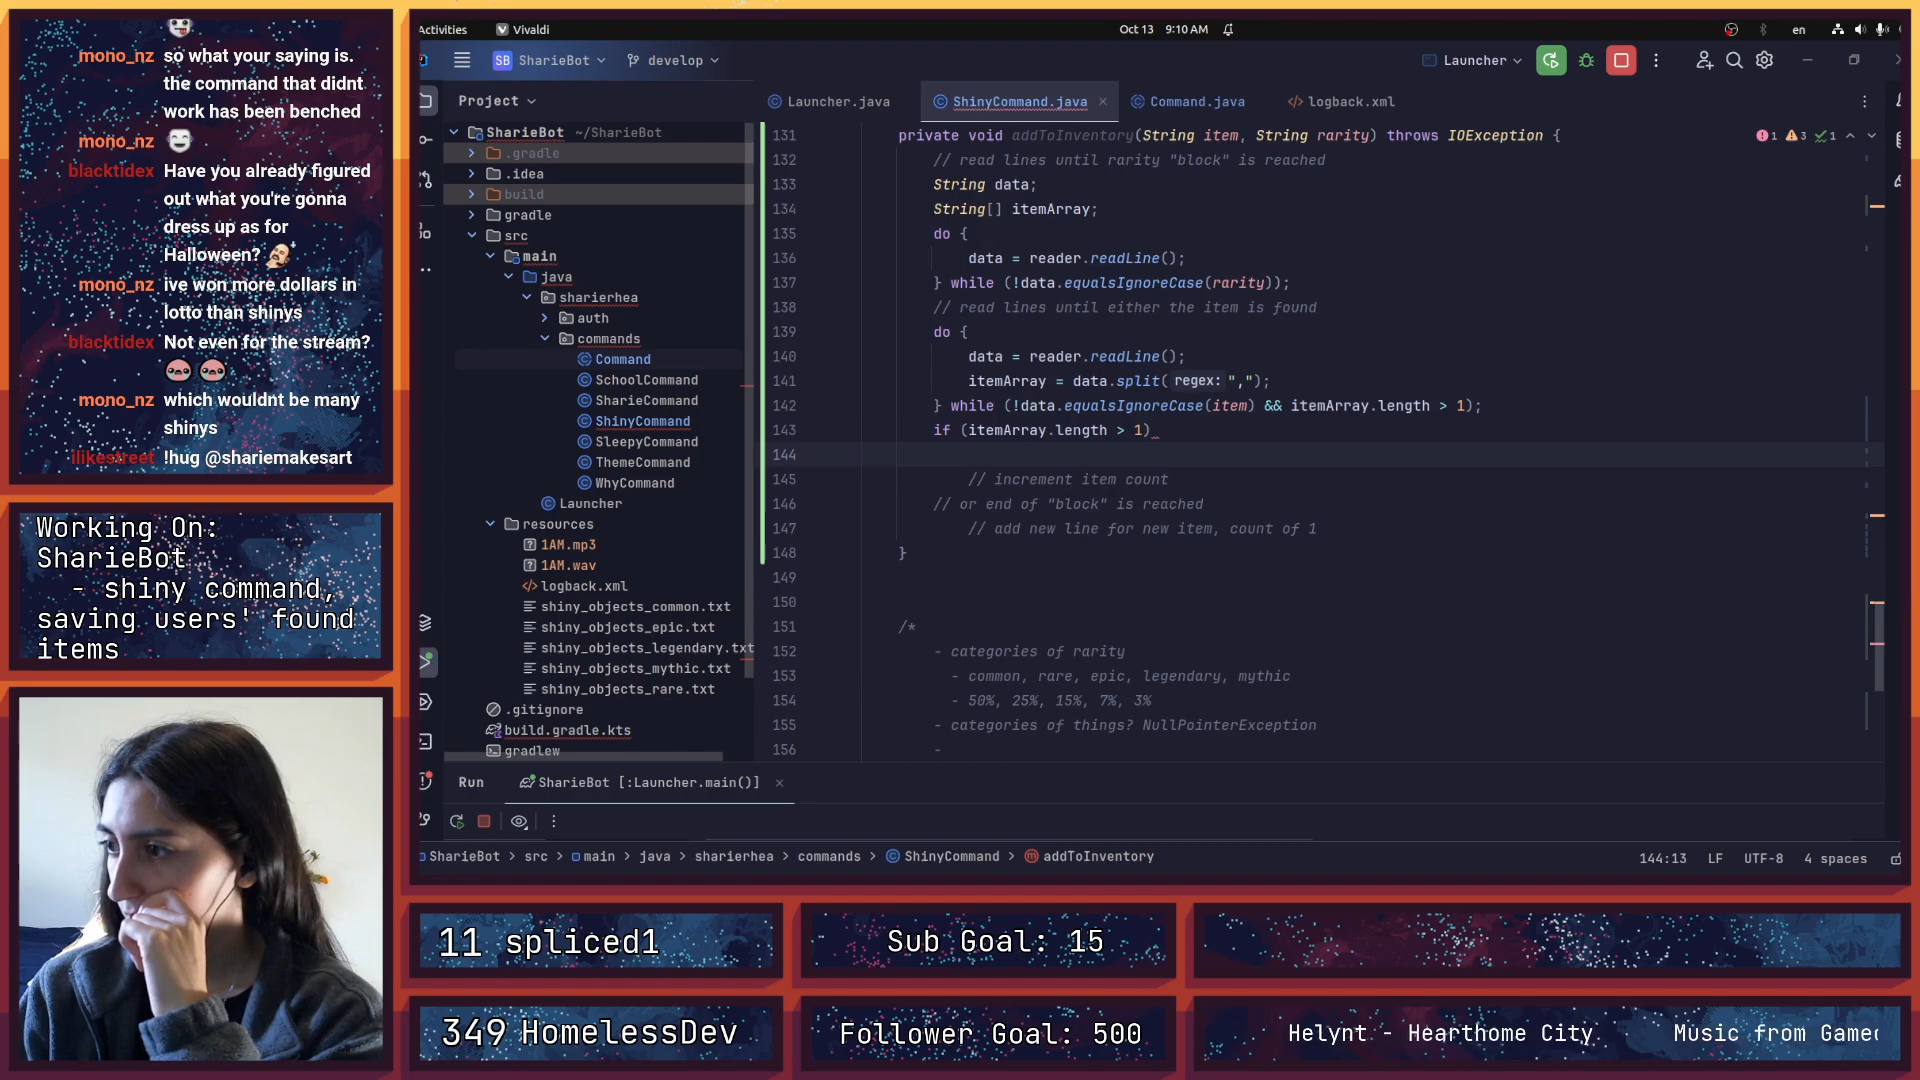 mono_nz so what your saying is.
the command that didnt
work has been benched
mono_nz
blacktidex Have you already figured
out what you're gonna
dress up as for
Halloween?
mono_nz ive won more dollars in
lotto than shinys
blacktidex Not even for the stream?
mono_nz which wouldnt be many
shinys
ilikestreet !hug @shariemakesart
Working On:
SharieBot
- shiny command,
saving users' found
items
Activities Vivaldi Oct 13 9:10 AM en
SB SharieBot develop Launcher
Project
SharieBot ~/SharieBot
.gradle
.idea
build
gradle
src
main
java
sharierhea
auth
commands
Command
SchoolCommand
SharieCommand
ShinyCommand
SleepyCommand
ThemeCommand
WhyCommand
Launcher
resources
1AM.mp3
1AM.wav
logback.xml
shiny_objects_common.txt
shiny_objects_epic.txt
shiny_objects_legendary.txt
shiny_objects_mythic.txt
shiny_objects_rare.txt
.gitignore
build.gradle.kts
gradlew
Launcher.java ShinyCommand.java Command.java logback.xml
1 3 1
131 private void addToInventory(String item, String rarity) throws IOException {
132 // read lines until rarity "block" is reached
133 String data;
134 String[] itemArray;
135 do {
136 data = reader.readLine();
137 } while (!data.equalsIgnoreCase(rarity));
138 // read lines until either the item is found
139 do {
140 data = reader.readLine();
141 itemArray = data.split( regex: ",");
142 } while (!data.equalsIgnoreCase(item) && itemArray.length > 1);
143 if (itemArray.length > 1)
144
145 // increment item count
146 // or end of "block" is reached
147 // add new line for new item, count of 1
148 }
149
150
151 /*
152 - categories of rarity
153 - common, rare, epic, legendary, mythic
154 - 50%, 25%, 15%, 7%, 3%
155 - categories of things? NullPointerException
156 -
Run SharieBot [:Launcher.main()]
SharieBot > src > main > java > sharierhea > commands > ShinyCommand > addToInventory 144:13 LF UTF-8 4 spaces
11 spliced1
Sub Goal: 15
349 HomelessDev
Follower Goal: 500
Helynt - Hearthome City Music from Game